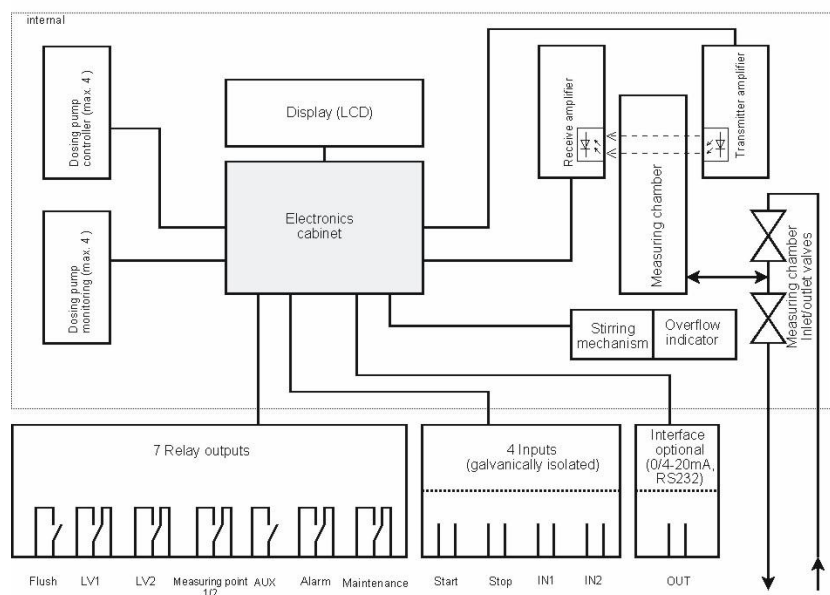 internal
Dosing pump
controller (max. 4 )
Display (LCD)
Receive amplifier
Transmitter amplifier
Measuring chamber
Electronics
cabinet
Dosing pump
monitoring (max. 4 )
Measuring chamber
Inlet/outlet valves
Stirring
mechanism
Overflow
indicator
7 Relay outputs
4 Inputs
(galvanically isolated)
Interface
optional
(0/4-20mA,
RS232)
Flush
LV1
LV2
Measuring point
1/2
AUX
Alarm
Maintenance
Start
Stop
IN1
IN2
OUT